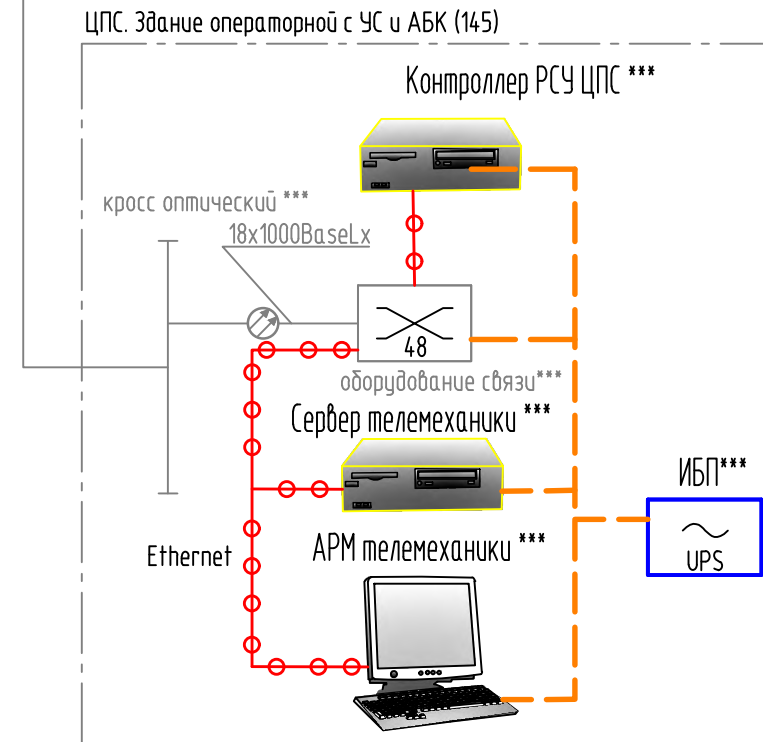 ЦПС. Здание операторной с УС и АБК (145)
Контроллер РСУ ЦПС ***
кросс оптический ***
18x1000BaseLx
48
оборудование связи***
Сервер телемеханики ***
ИБП***
UPS
Ethernet
АРМ телемеханики ***